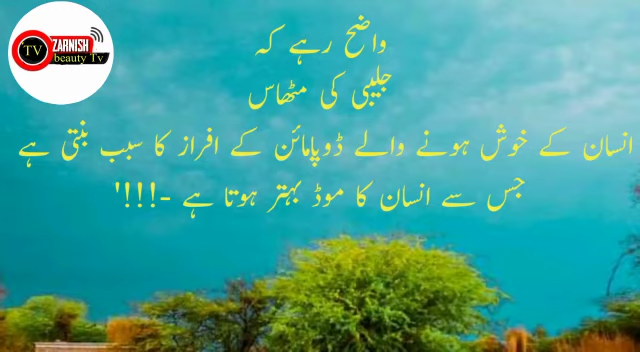 TV
ZARNISH
beauty Tv
واضح رہے کہ
جلیبی کی مٹھاس
انسان کے خوش ہونے والے ڈوپامائن کے افراز کا سبب بنتی ہے
جس سے انسان کا موڈ بہتر ہوتا ہے -!!!'